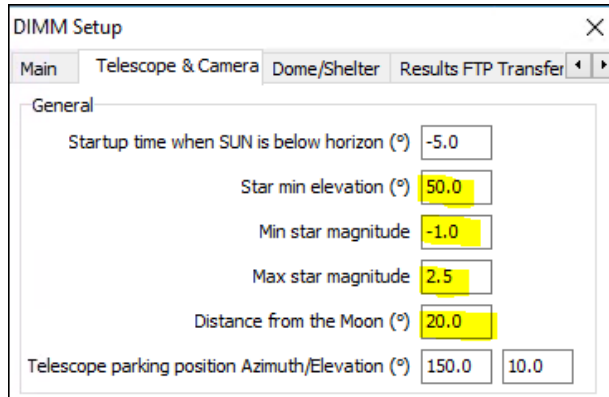 DIMM Setup
Main Telescope & Camera Dome/Shelter Results FTP Transfer
General
Startup time when SUN is below horizon (°) -5.0
Star min elevation (°) 50.0
Min star magnitude -1.0
Max star magnitude 2.5
Distance from the Moon (°) 20.0
Telescope parking position Azimuth/Elevation (°) 150.0 10.0